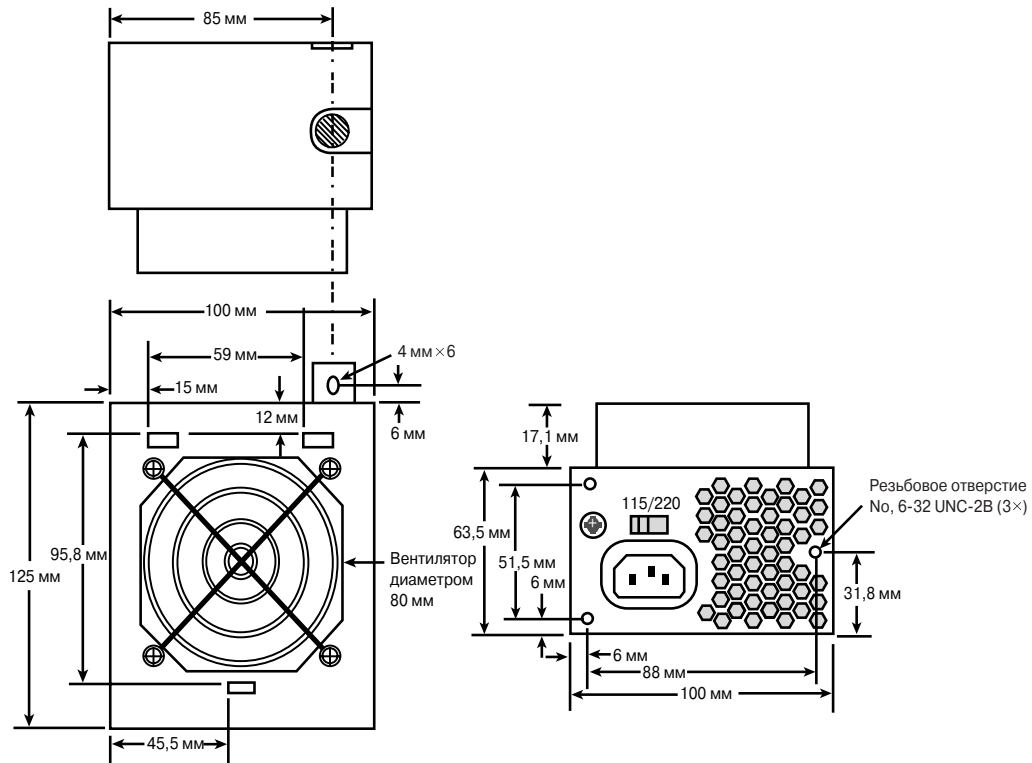 85 мм
100 мм
59 мм
4 мм×6
15 мм
12 мм
6 мм
17,1 мм
Резьбовое отверстие
No, 6-32 UNC-2B (3×)
115/220
63,5 мм
51,5 мм
95,8 мм
125 мм
Вентилятор
диаметром
80 мм
6 мм
31,8 мм
6 мм
88 мм
100 мм
45,5 мм